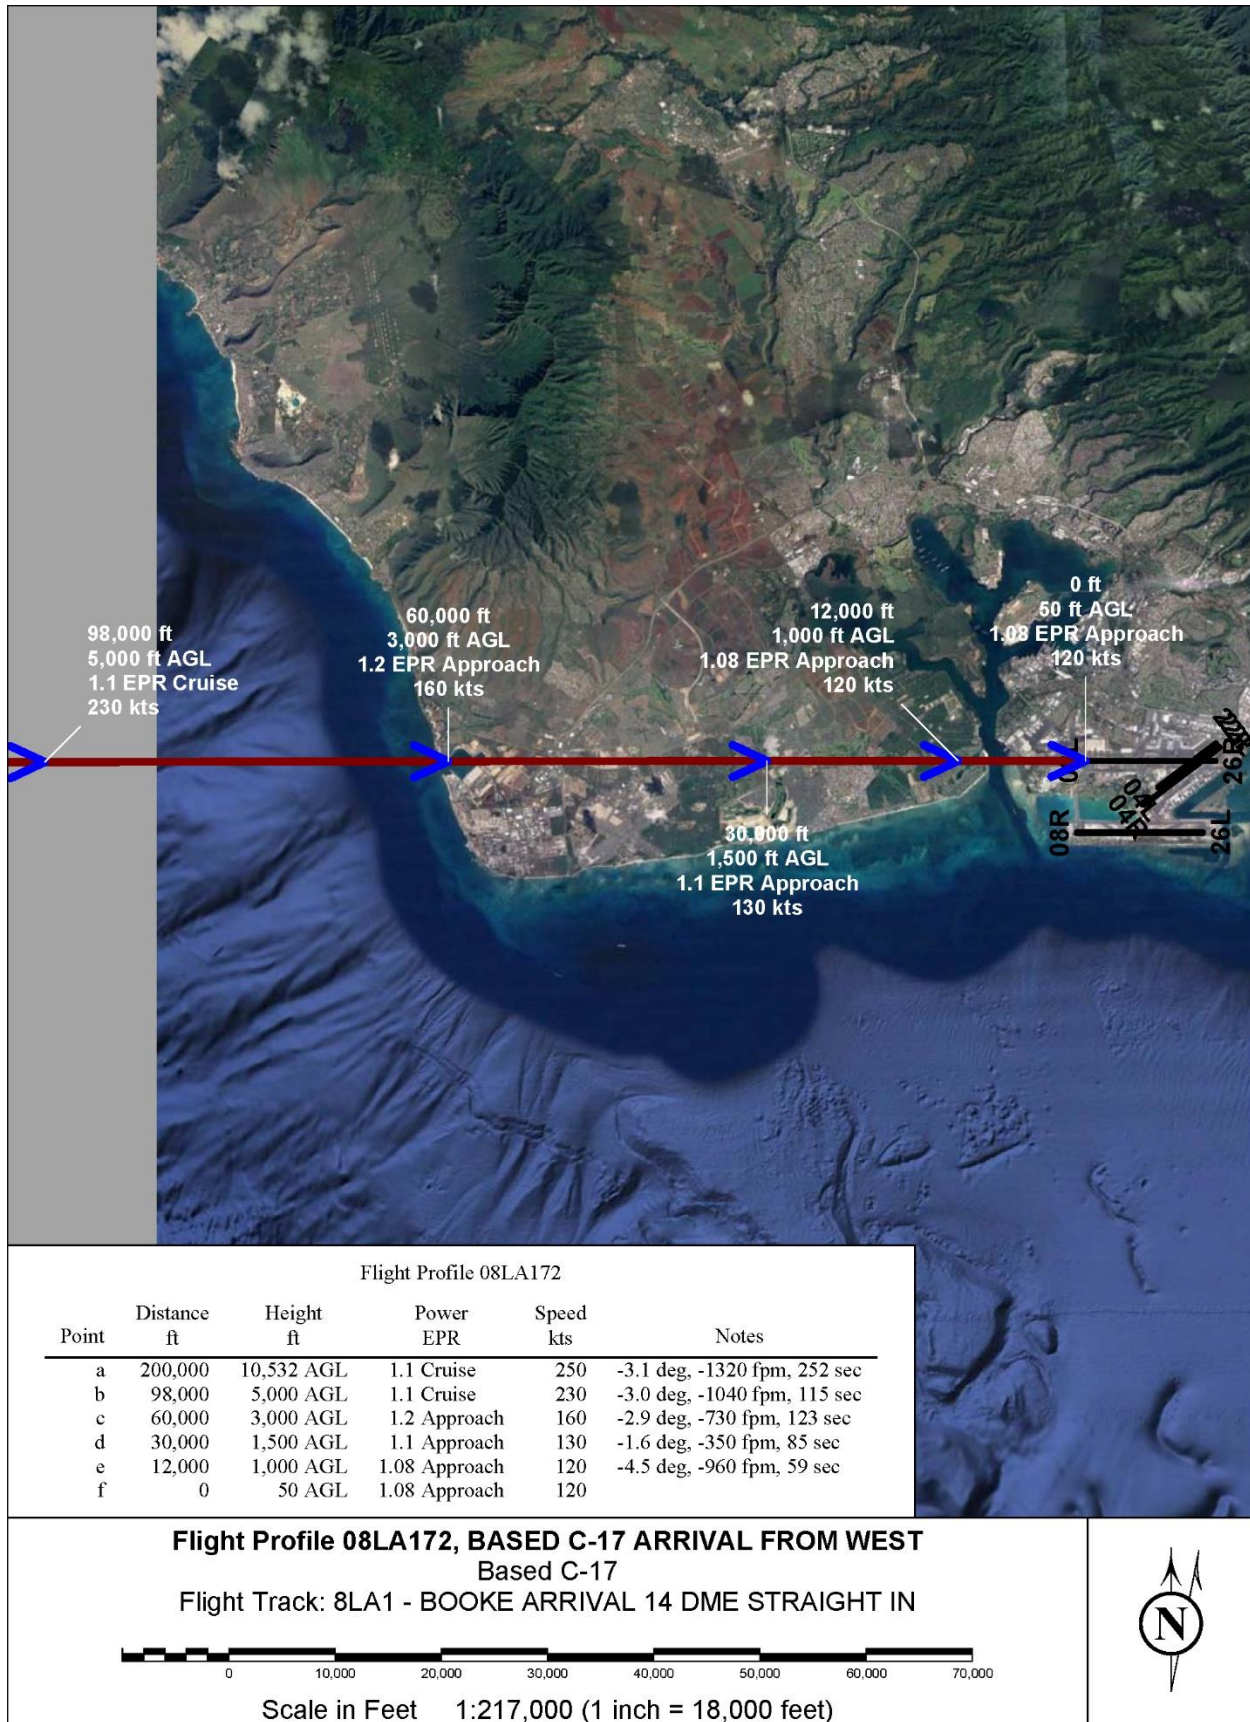 98,000 ft
5,000 ft AGL
1.1 EPR Cruise
230 kts
60,000 ft
3,000 ft AGL
1.2 EPR Approach
160 kts
12,000 ft
1,000 ft AGL
1.08 EPR Approach
120 kts
0 ft
50 ft AGL
1.08 EPR Approach
120 kts
30,000 ft
1,500 ft AGL
1.1 EPR Approach
130 kts
26R
04L
04R
08R
26L
Flight Profile 08LA172
Point Distance ft Height ft Power EPR Speed kts Notes
a 200,000 10,532 AGL 1.1 Cruise 250 -3.1 deg, -1320 fpm, 252 sec
b 98,000 5,000 AGL 1.1 Cruise 230 -3.0 deg, -1040 fpm, 115 sec
c 60,000 3,000 AGL 1.2 Approach 160 -2.9 deg, -730 fpm, 123 sec
d 30,000 1,500 AGL 1.1 Approach 130 -1.6 deg, -350 fpm, 85 sec
e 12,000 1,000 AGL 1.08 Approach 120 -4.5 deg, -960 fpm, 59 sec
f 0 50 AGL 1.08 Approach 120
Flight Profile 08LA172, BASED C-17 ARRIVAL FROM WEST
Based C-17
Flight Track: 8LA1 - BOOKE ARRIVAL 14 DME STRAIGHT IN
0 10,000 20,000 30,000 40,000 50,000 60,000 70,000
Scale in Feet 1:217,000 (1 inch = 18,000 feet)
N